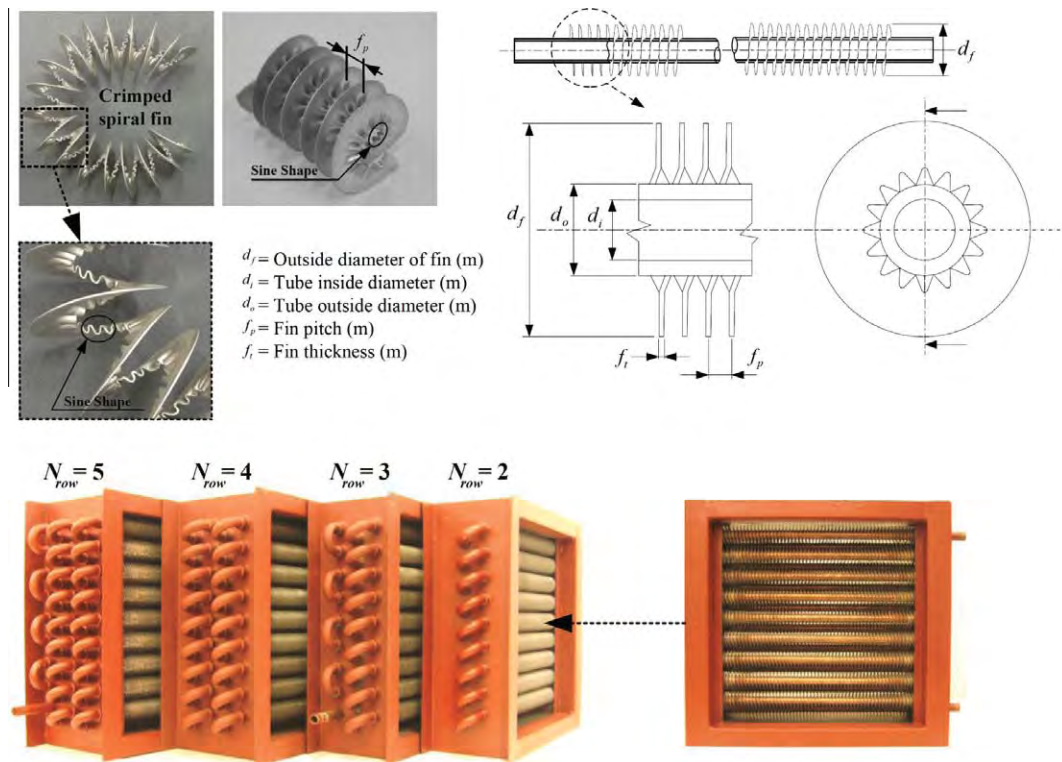 Crimped
spiral fin
f_p
Sine Shape
d_f
d_f
d_o
d_i
f_t
f_p
Sine Shape
d_f = Outside diameter of fin (m)
d_i = Tube inside diameter (m)
d_o = Tube outside diameter (m)
f_p = Fin pitch (m)
f_t = Fin thickness (m)
N_row = 5
N_row = 4
N_row = 3
N_row = 2